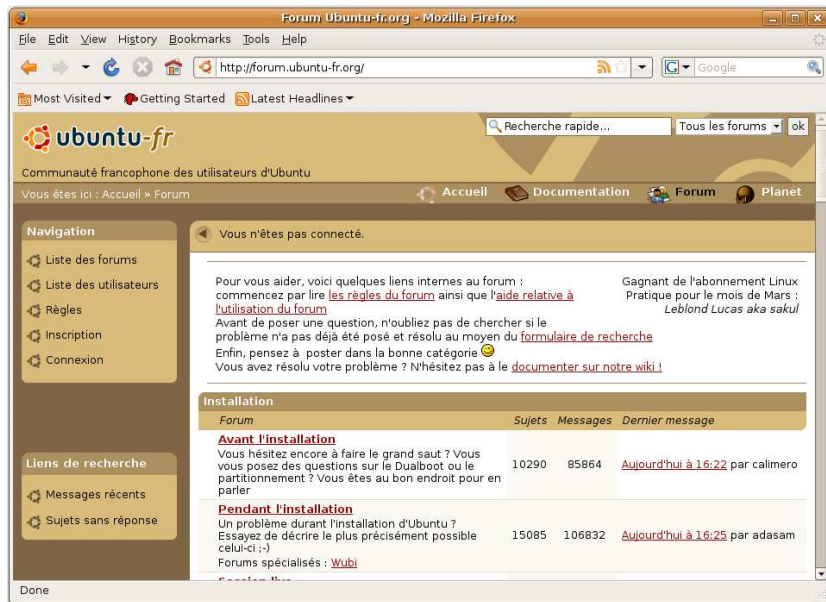 Forum Ubuntu-fr.org - Mozilla Firefox
File Edit View History Bookmarks Tools Help
http://forum.ubuntu-fr.org/
G Google
Most Visited Getting Started Latest Headlines
ubuntu-fr
Recherche rapide... Tous les forums ok
Communauté francophone des utilisateurs d'Ubuntu
Vous êtes ici : Accueil » Forum
Accueil Documentation Forum Planet
Navigation
Liste des forums
Liste des utilisateurs
Règles
Inscription
Connexion
Liens de recherche
Messages récents
Sujets sans réponse
Vous n'êtes pas connecté.
Pour vous aider, voici quelques liens internes au forum :
commencez par lire les règles du forum ainsi que l'aide relative à
l'utilisation du forum
Avant de poser une question, n'oubliez pas de chercher si le
problème n'a pas déjà été posé et résolu au moyen du formulaire de recherche
Enfin, pensez à poster dans la bonne catégorie
Vous avez résolu votre problème ? N'hésitez pas à le documenter sur notre wiki !
Gagnant de l'abonnement Linux
Pratique pour le mois de Mars :
Leblond Lucas aka sakul
Installation
Forum Sujets Messages Dernier message
Avant l'installation
Vous hésitez encore à faire le grand saut ? Vous
vous posez des questions sur le Dualboot ou le
partitionnement ? Vous êtes au bon endroit pour en
parler
10290 85864 Aujourd'hui à 16:22 par calimero
Pendant l'installation
Un problème durant l'installation d'Ubuntu ?
Essayez de décrire le plus précisément possible
celui-ci ;-)
Forums spécialisés : Wubi
15085 106832 Aujourd'hui à 16:25 par adasam
Done